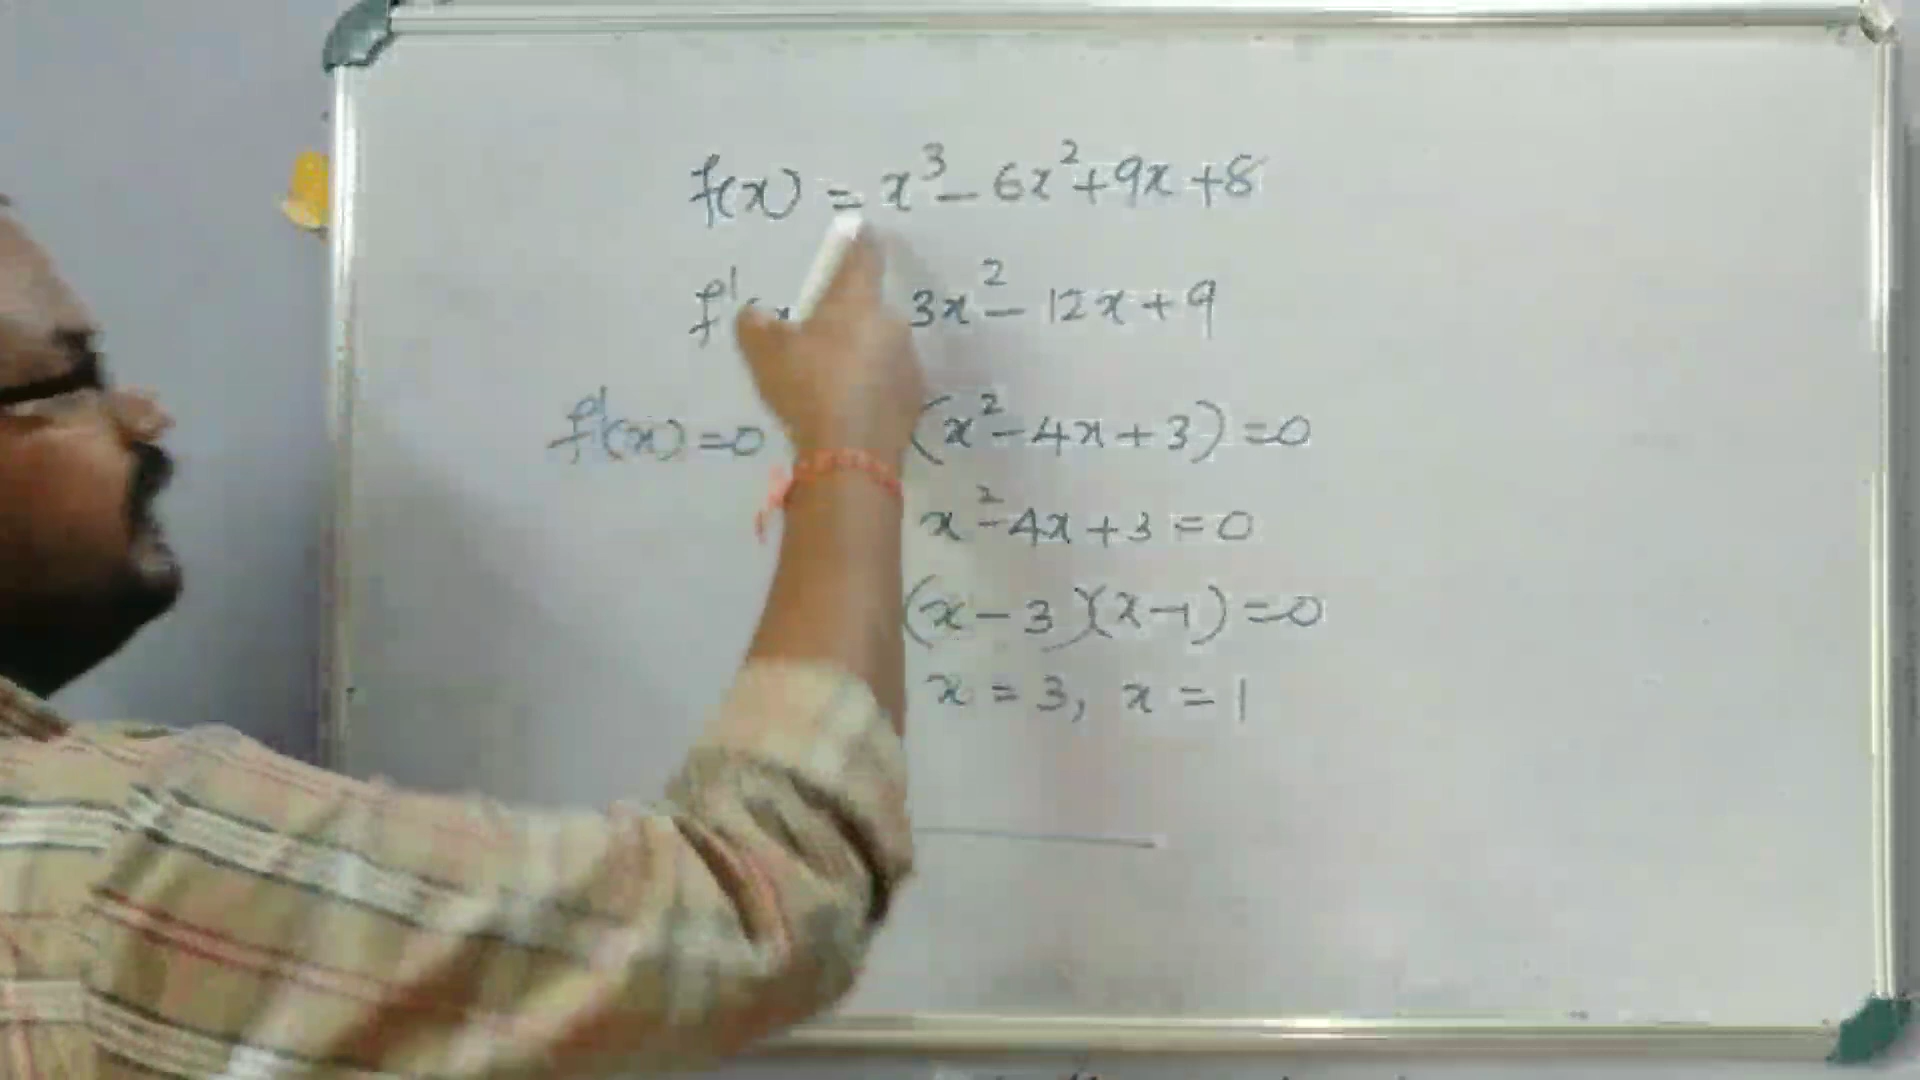 f(x) = x³ - 6x² + 9x + 8
f'(x 3x² - 12x + 9
f'(x) = 0 (x² - 4x + 3) = 0
x² - 4x + 3 = 0
(x - 3)(x - 1) = 0
x = 3, x = 1